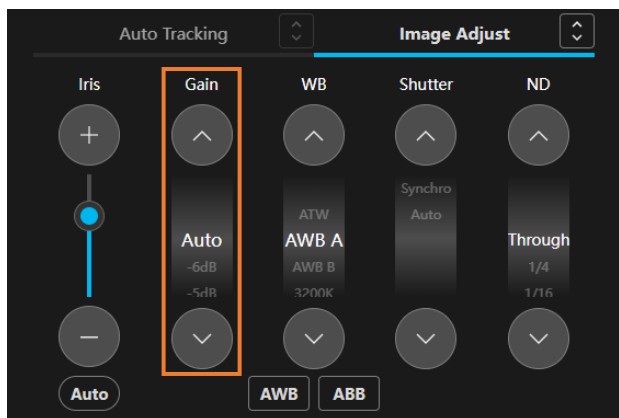 Auto Tracking
Image Adjust
Iris
Gain
WB
Shutter
ND
Synchro
ATW
Auto
Auto
AWB A
Through
-6dB
AWB B
1/4
-5dB
3200K
1/16
Auto
AWB
ABB